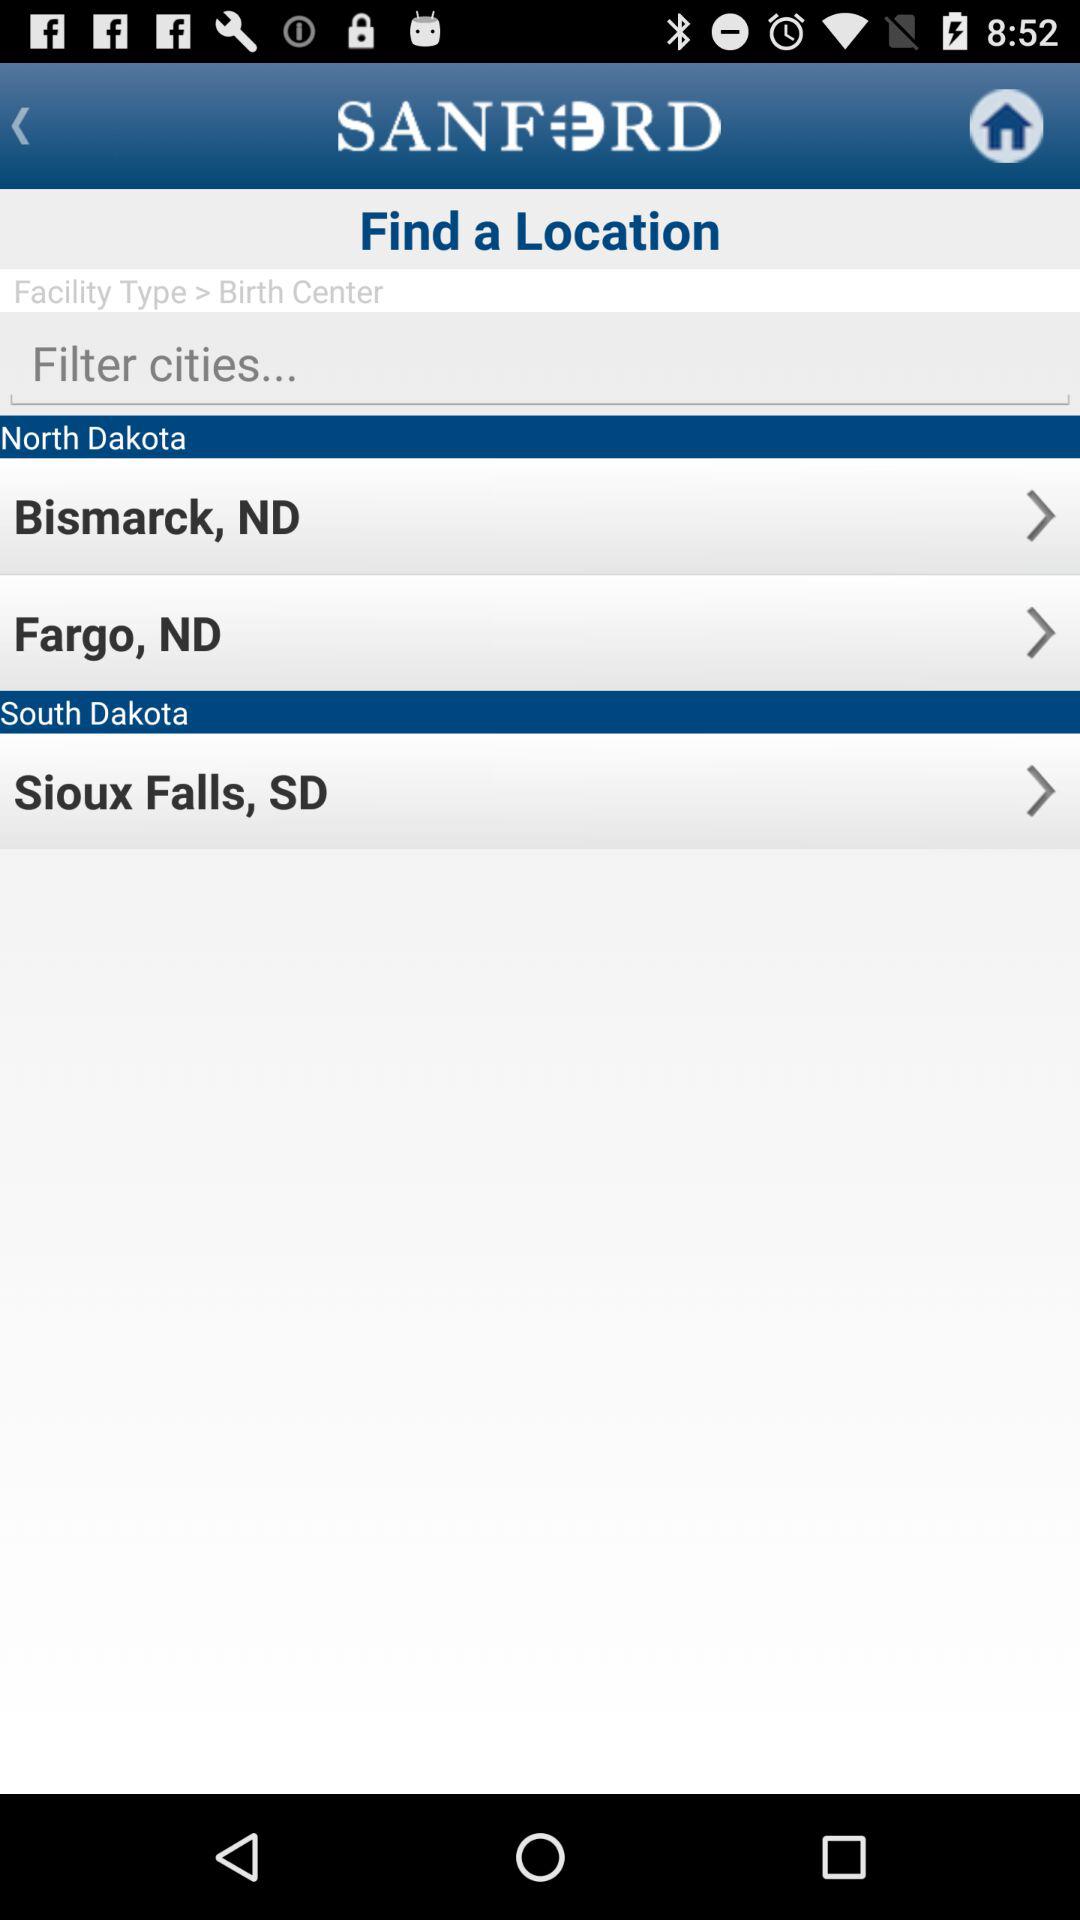 8:52
SANFORD
Find a Location
Facility Type > Birth Center
Filter cities...
North Dakota
Bismarck, ND
Fargo, ND
South Dakota
Sioux Falls, SD